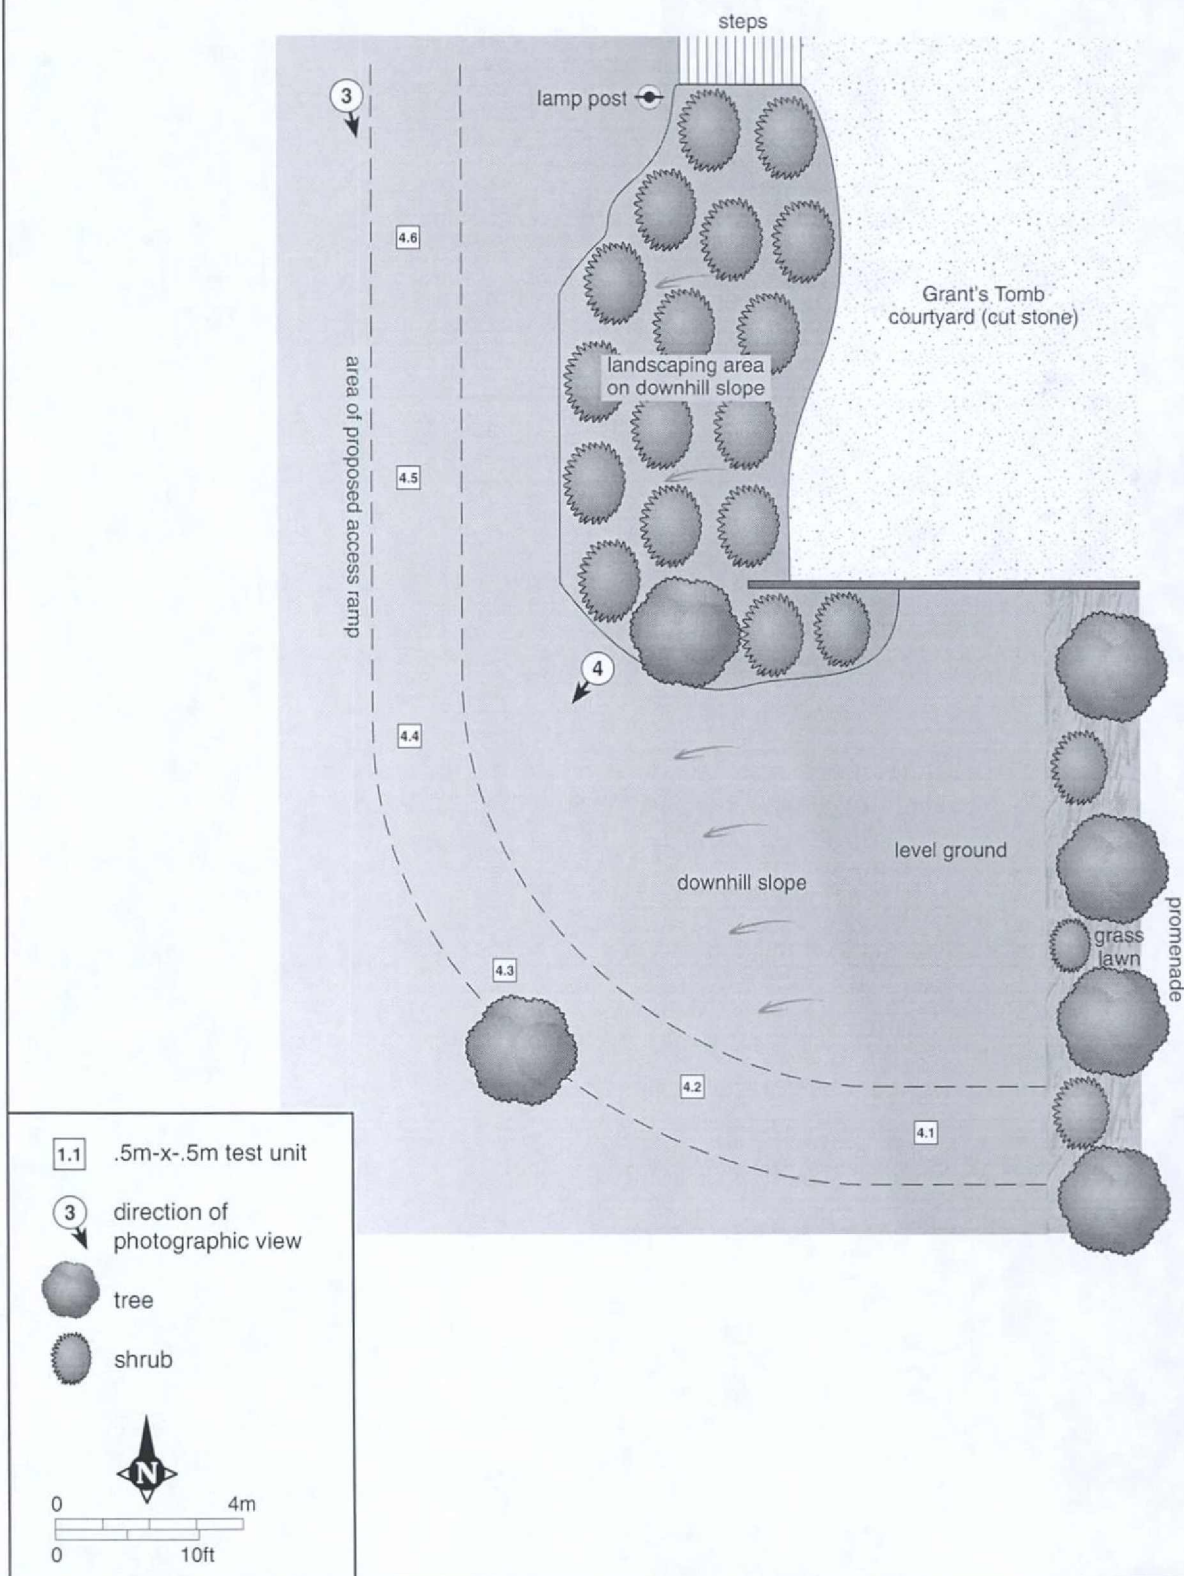 steps
3
lamp post
4.6
Grant's Tomb
courtyard (cut stone)
area of proposed access ramp
landscaping area
on downhill slope
4.5
4
4.4
level ground
downhill slope
promenade
grass
lawn
4.3
4.2
4.1
1.1 .5m-x-.5m test unit
3 direction of
photographic view
tree
shrub
N
0 4m
0 10ft